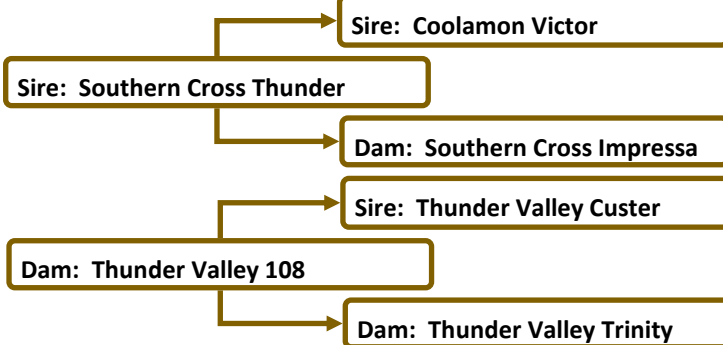 Sire: Coolamon Victor
Sire: Southern Cross Thunder
Dam: Southern Cross Impressa
Sire: Thunder Valley Custer
Dam: Thunder Valley 108
Dam: Thunder Valley Trinity